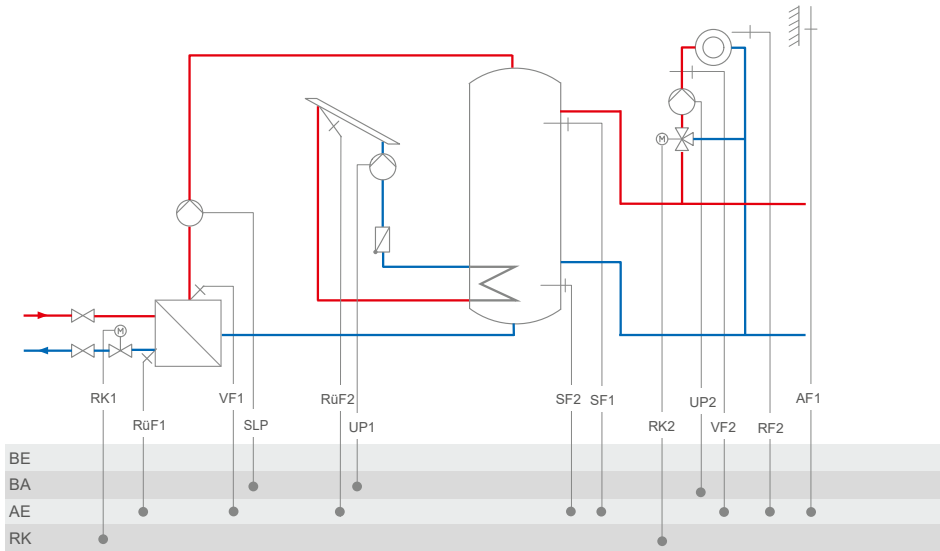 M
M
RK1
VF1
RüF2
SF2
SF1
UP2
AF1
RüF1
SLP
UP1
RK2
VF2
RF2
BE
BA
AE
RK